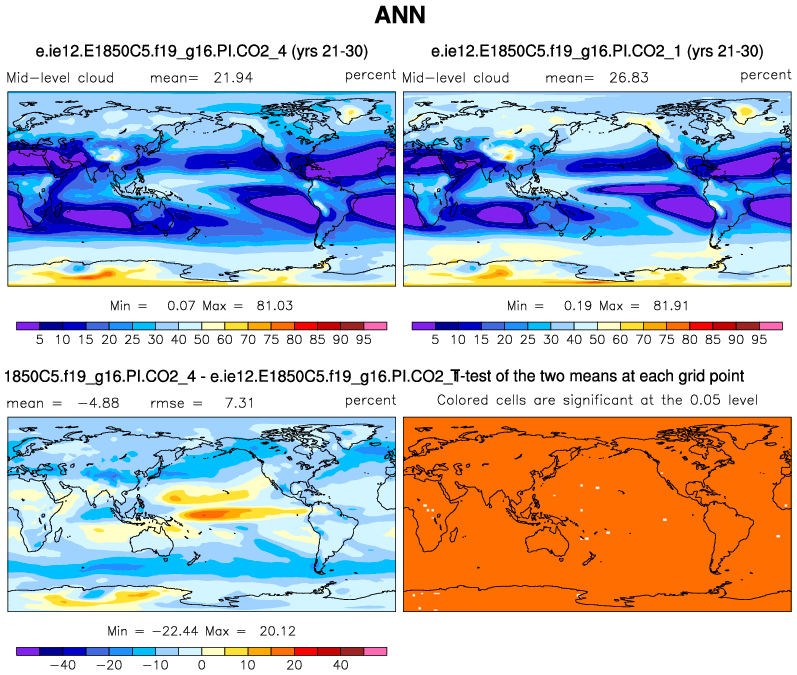 ANN
e.ie12.E1850C5.f19_g16.PI.CO2_4 (yrs 21-30)
Mid-level cloud mean= 21.94 percent
Min = 0.07 Max = 81.03
5 10 15 20 25 30 40 50 60 70 80 85 90 95
e.ie12.E1850C5.f19_g16.PI.CO2_1 (yrs 21-30)
Mid-level cloud mean= 26.83 percent
Min = 0.19 Max = 81.91
5 10 15 20 25 30 40 50 60 70 80 85 90 95
1850C5.f19_g16.PI.CO2_4 - e.ie12.E1850C5.f19_g16.PI.CO2_1
mean = -4.88 rmse = 7.31 percent
Min = -22.44 Max = 20.12
-40 -20 -10 0 10 20 40
T-test of the two means at each grid point
Colored cells are significant at the 0.05 level